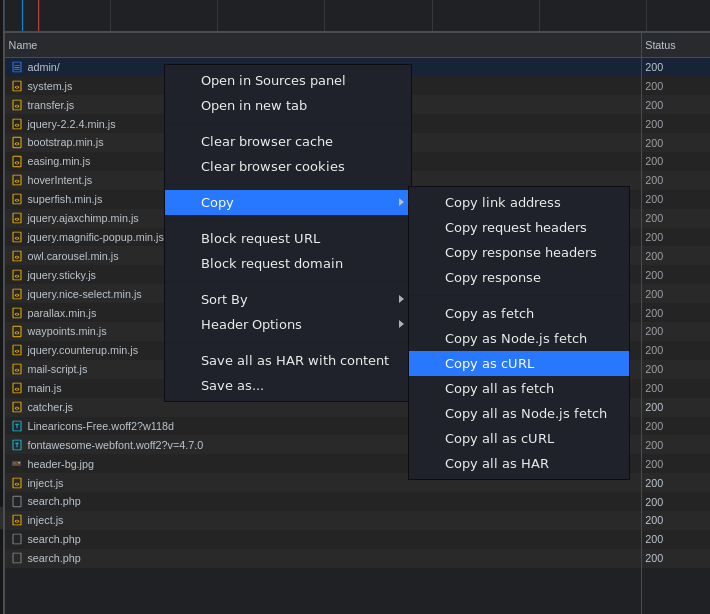 Name Status
admin/ 200
system.js 200
transfer.js 200
jquery-2.2.4.min.js 200
bootstrap.min.js 200
easing.min.js 200
hoverIntent.js 200
superfish.min.js 200
jquery.ajaxchimp.min.js 200
jquery.magnific-popup.min.js 200
owl.carousel.min.js 200
jquery.sticky.js 200
jquery.nice-select.min.js 200
parallax.min.js 200
waypoints.min.js 200
jquery.counterup.min.js 200
mail-script.js 200
main.js 200
catcher.js 200
Linearicons-Free.woff2?w118d 200
fontawesome-webfont.woff2?v=4.7.0 200
header-bg.jpg 200
inject.js 200
search.php 200
inject.js 200
search.php 200
search.php 200
Open in Sources panel
Open in new tab
Clear browser cache
Clear browser cookies
Copy
Block request URL
Block request domain
Sort By
Header Options
Save all as HAR with content
Save as...
Copy link address
Copy request headers
Copy response headers
Copy response
Copy as fetch
Copy as Node.js fetch
Copy as cURL
Copy all as fetch
Copy all as Node.js fetch
Copy all as cURL
Copy all as HAR